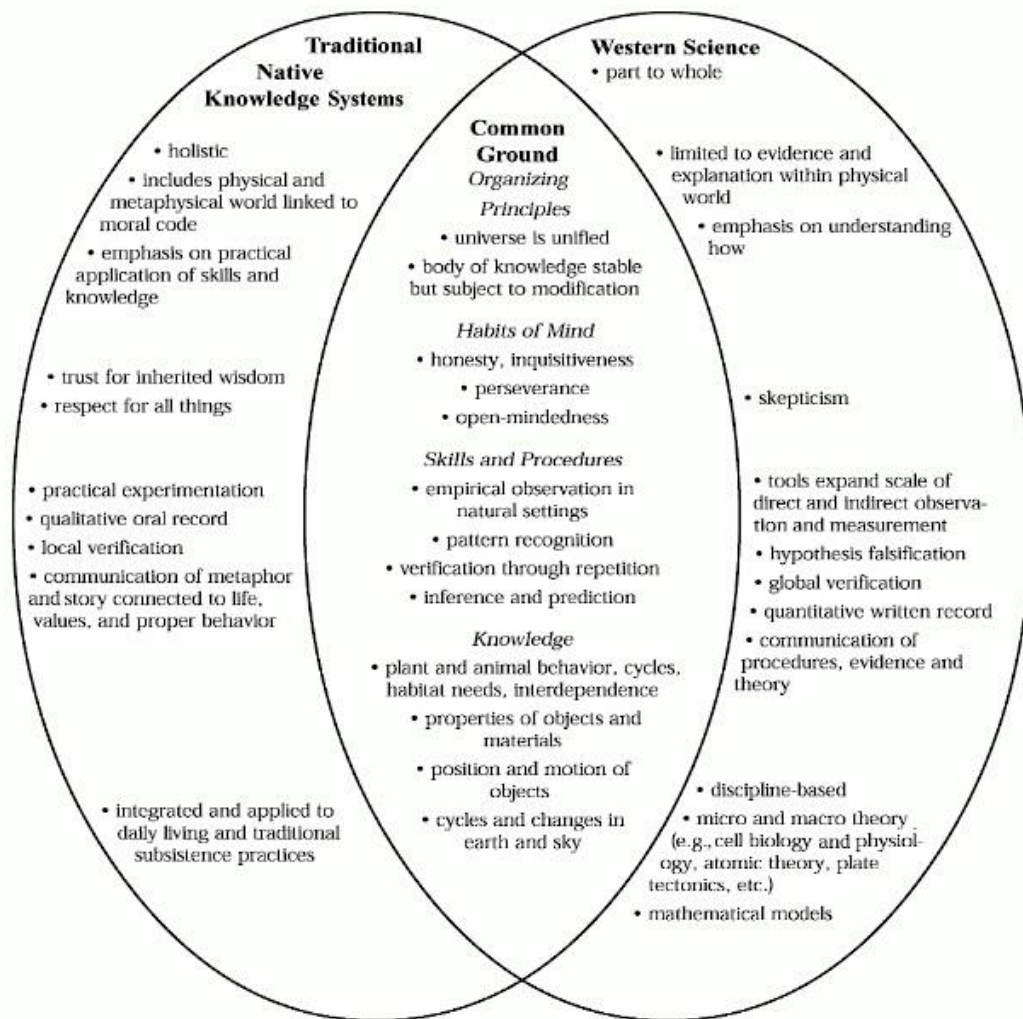 Traditional
Native
Knowledge Systems
• holistic
• includes physical and
metaphysical world linked to
moral code
• emphasis on practical
application of skills and
knowledge
• trust for inherited wisdom
• respect for all things
• practical experimentation
• qualitative oral record
• local verification
• communication of metaphor
and story connected to life,
values, and proper behavior
• integrated and applied to
daily living and traditional
subsistence practices
Common
Ground
Organizing
Principles
• universe is unified
• body of knowledge stable
but subject to modification
Habits of Mind
• honesty, inquisitiveness
• perseverance
• open-mindedness
Skills and Procedures
• empirical observation in
natural settings
• pattern recognition
• verification through repetition
• inference and prediction
Knowledge
• plant and animal behavior, cycles,
habitat needs, interdependence
• properties of objects and
materials
• position and motion of
objects
• cycles and changes in
earth and sky
Western Science
• part to whole
• limited to evidence and
explanation within physical
world
• emphasis on understanding
how
• skepticism
• tools expand scale of
direct and indirect observa-
tion and measurement
• hypothesis falsification
• global verification
• quantitative written record
• communication of
procedures, evidence and
theory
• discipline-based
• micro and macro theory
(e.g., cell biology and physiol-
ogy, atomic theory, plate
tectonics, etc.)
• mathematical models